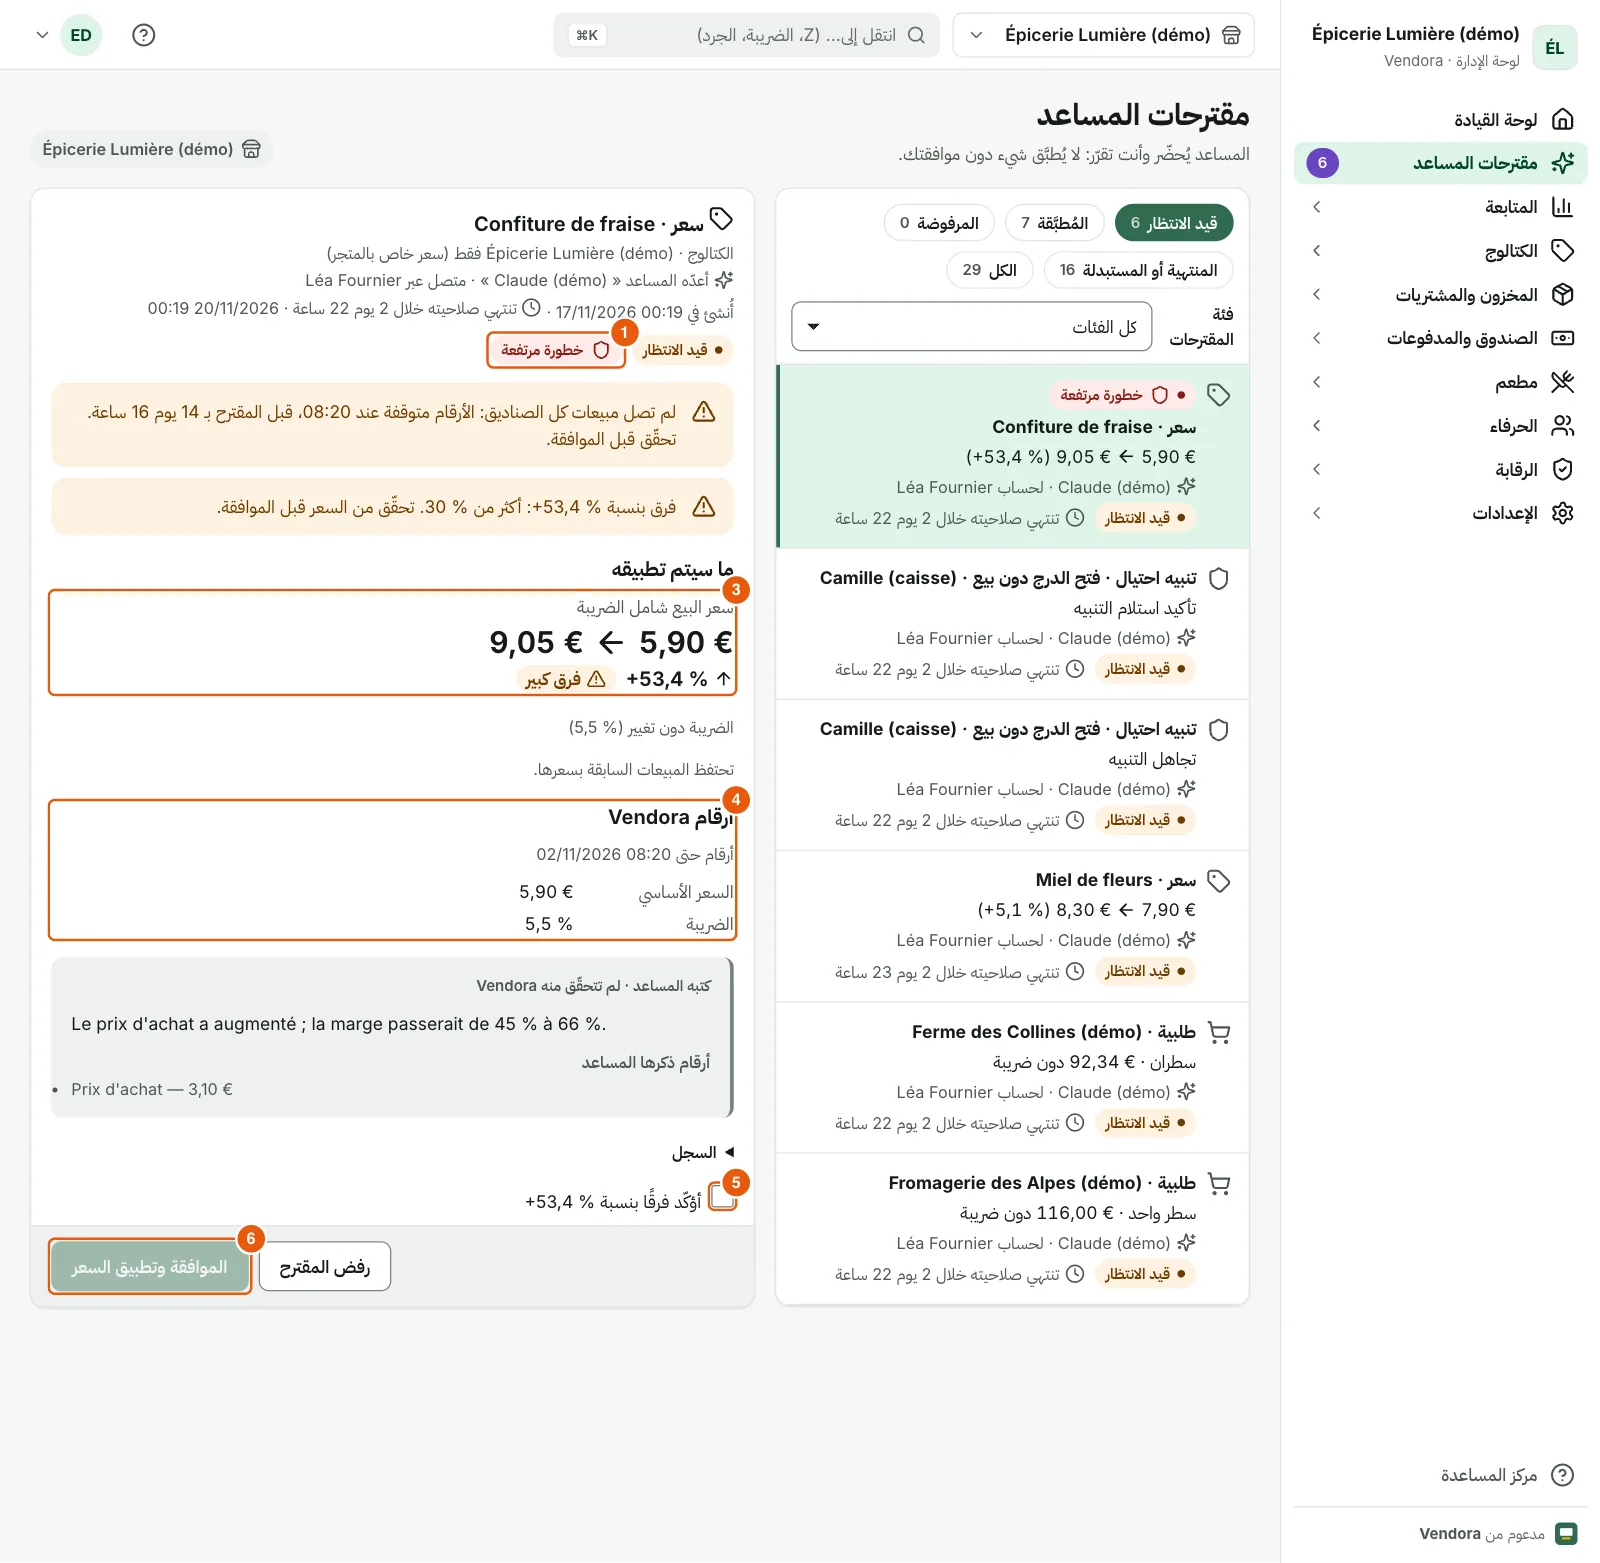 ÉL
Épicerie Lumière (démo)
لوحة الإدارة · Vendora
لوحة القيادة
مقترحات المساعد
6
المتابعة
الكتالوج
المخزون والمشتريات
الصندوق والمدفوعات
مطعم
الحرفاء
الرقابة
الإعدادات
مركز المساعدة
مدعوم من Vendora
Épicerie Lumière (démo)
انتقل إلى... (Z، الضريبة، الجرد)
⌘K
ED
مقترحات المساعد
المساعد يُحضّر وأنت تقرّر: لا يُطبَّق شيء دون موافقتك.
Épicerie Lumière (démo)
قيد الانتظار 6
المُطبَّقة 7
المرفوضة 0
المنتهية أو المستبدلة 16
الكل 29
فئة المقترحات
كل الفئات
خطورة مرتفعة
سعر · Confiture de fraise
5,90 € ← 9,05 € (+53,4 %)
Claude (démo) · لحساب Léa Fournier
قيد الانتظار
تنتهي صلاحيته خلال 2 يوم 22 ساعة
تنبيه احتيال · فتح الدرج دون بيع · Camille (caisse)
تأكيد استلام التنبيه
Claude (démo) · لحساب Léa Fournier
قيد الانتظار
تنتهي صلاحيته خلال 2 يوم 22 ساعة
تنبيه احتيال · فتح الدرج دون بيع · Camille (caisse)
تجاهل التنبيه
Claude (démo) · لحساب Léa Fournier
قيد الانتظار
تنتهي صلاحيته خلال 2 يوم 22 ساعة
سعر · Miel de fleurs
7,90 € ← 8,30 € (+5,1 %)
Claude (démo) · لحساب Léa Fournier
قيد الانتظار
تنتهي صلاحيته خلال 2 يوم 23 ساعة
طلبية · Ferme des Collines (démo)
سطران · 92,34 € دون ضريبة
Claude (démo) · لحساب Léa Fournier
قيد الانتظار
تنتهي صلاحيته خلال 2 يوم 22 ساعة
طلبية · Fromagerie des Alpes (démo)
سطر واحد · 116,00 € دون ضريبة
Claude (démo) · لحساب Léa Fournier
قيد الانتظار
تنتهي صلاحيته خلال 2 يوم 22 ساعة
سعر · Confiture de fraise
الكتالوج · Épicerie Lumière (démo) فقط (سعر خاص بالمتجر)
أعدّه المساعد « Claude (démo) » · متصل عبر Léa Fournier
أُنشئ في 17/11/2026 00:19 · تنتهي صلاحيته خلال 2 يوم 22 ساعة · 20/11/2026 00:19
قيد الانتظار
خطورة مرتفعة
1
لم تصل مبيعات كل الصناديق: الأرقام متوقفة عند 08:20، قبل المقترح بـ 14 يوم 16 ساعة.
تحقّق قبل الموافقة.
فرق بنسبة % 53,4+: أكثر من % 30. تحقّق من السعر قبل الموافقة.
ما سيتم تطبيقه
3
سعر البيع شامل الضريبة
5,90 € ← 9,05 €
+53,4 %
فرق كبير
الضريبة دون تغيير (% 5,5)
تحتفظ المبيعات السابقة بسعرها.
4
أرقام Vendora
أرقام حتى 02/11/2026 08:20
السعر الأساسي 5,90 €
الضريبة 5,5 %
كتبه المساعد · لم تتحقّق منه Vendora
Le prix d'achat a augmenté ; la marge passerait de 45 % à 66 %.
أرقام ذكرها المساعد
• Prix d'achat — 3,10 €
السجل
5
أؤكّد فرقًا بنسبة % 53,4+
رفض المقترح
6
الموافقة وتطبيق السعر